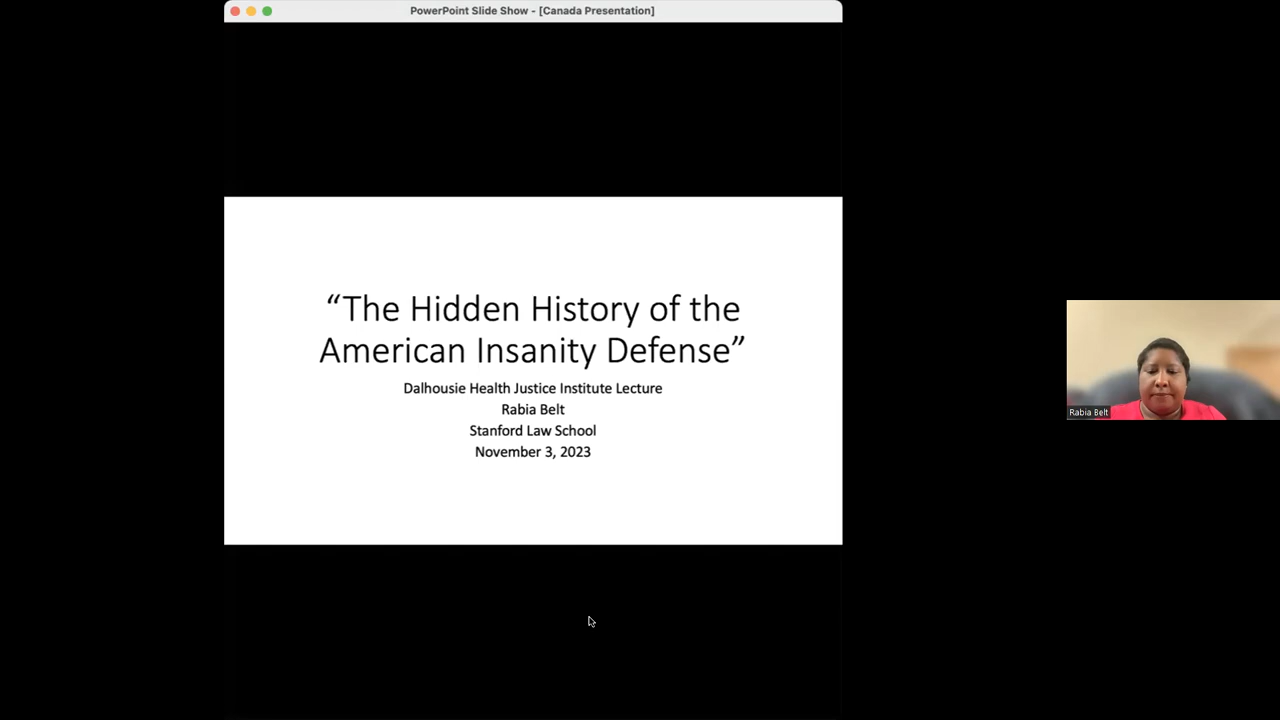 PowerPoint Slide Show - [Canada Presentation]
“The Hidden History of the
American Insanity Defense”
Dalhousie Health Justice Institute Lecture
Rabia Belt
Stanford Law School
November 3, 2023
Rabia Belt